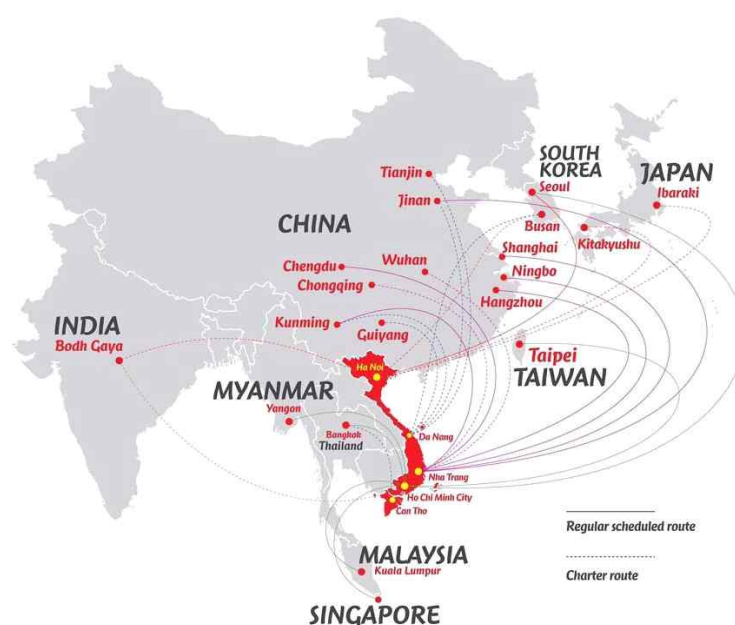 SOUTH
KOREA
JAPAN
Tianjin
Seoul
Ibaraki
Jinan
CHINA
Busan
Kitakyushu
Shanghai
Chengdu
Wuhan
Ningbo
Chongqing
Hangzhou
INDIA
Kunming
Guiyang
Bodh Gaya
Taipei
TAIWAN
Ha Noi
MYANMAR
Yangon
Bangkok
Thailand
Da Nang
Nha Trang
Ho Chi Minh City
Can Tho
Regular scheduled route
MALAYSIA
Kuala Lumpur
Charter route
SINGAPORE